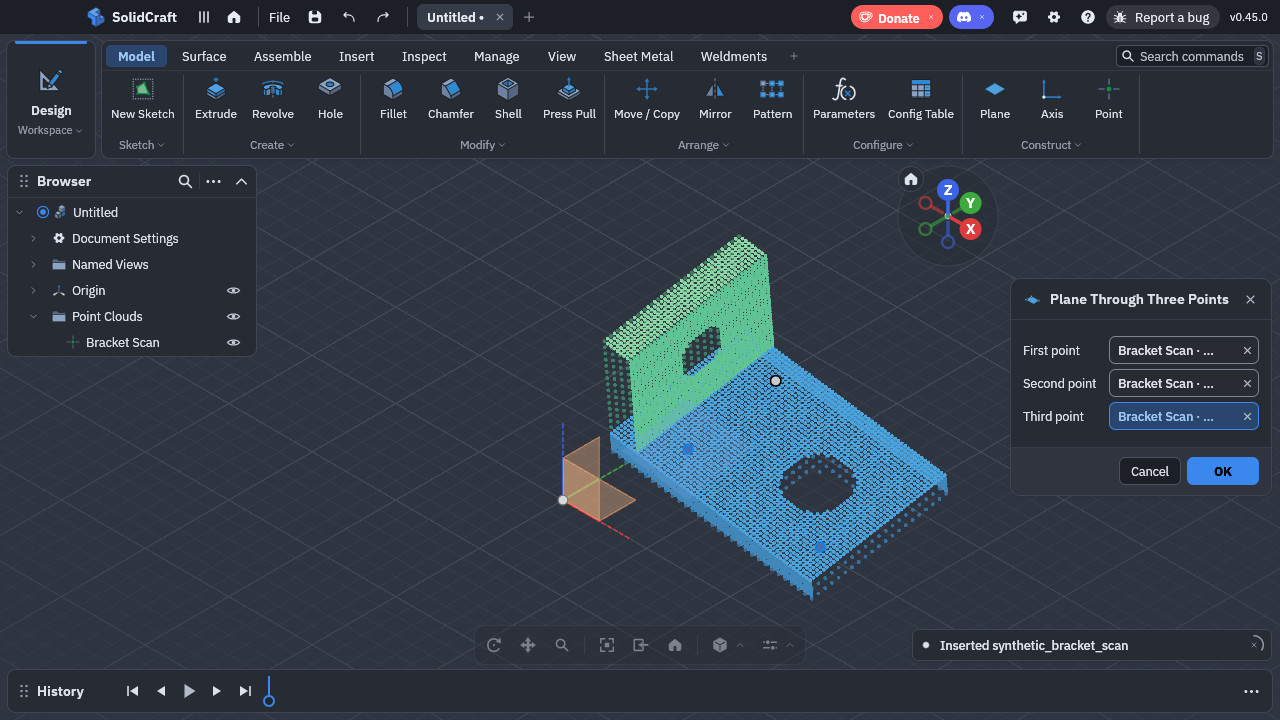 SolidCraft
File
Untitled •
Donate
Report a bug
v0.45.0
Design
Workspace
Model
Surface
Assemble
Insert
Inspect
Manage
View
Sheet Metal
Weldments
Search commands
S
New Sketch
Extrude
Revolve
Hole
Fillet
Chamfer
Shell
Press Pull
Move / Copy
Mirror
Pattern
Parameters
Config Table
Plane
Axis
Point
Sketch
Create
Modify
Arrange
Configure
Construct
Browser
Untitled
Document Settings
Named Views
Origin
Point Clouds
Bracket Scan
Z
Y
X
Plane Through Three Points
First point
Bracket Scan · ...
Second point
Bracket Scan · ...
Third point
Bracket Scan · ...
Cancel
OK
Inserted synthetic_bracket_scan
History